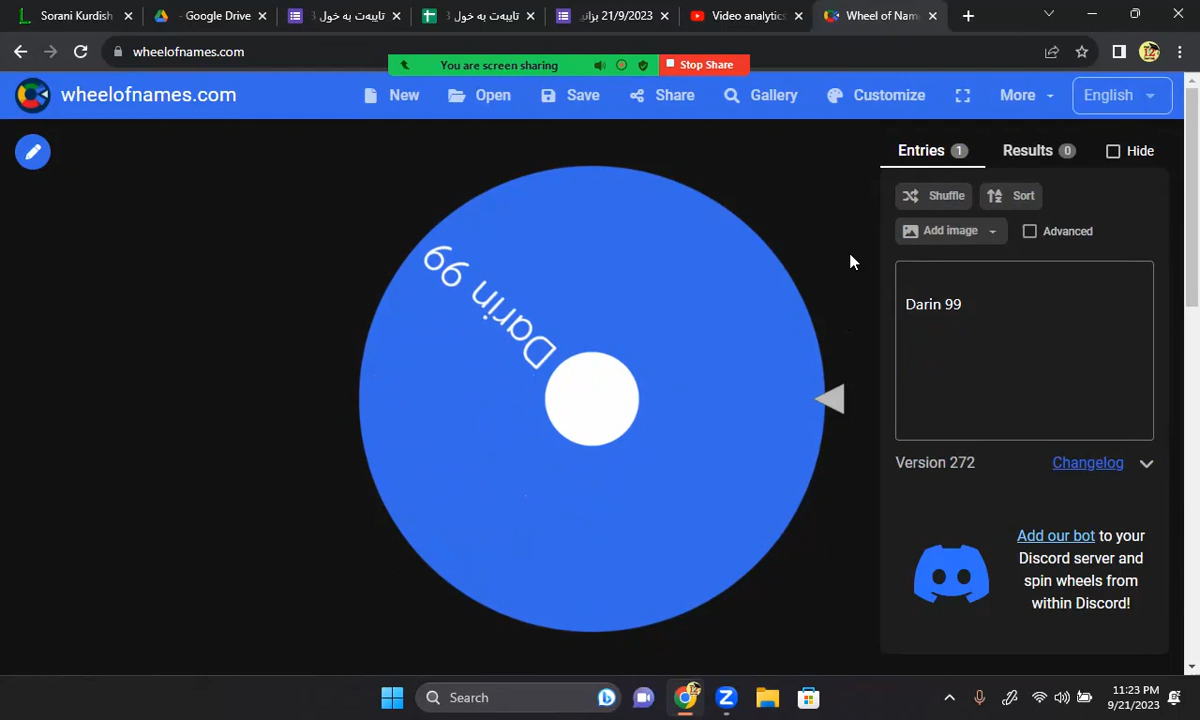 Sorani Kurdish
- Google Drive
تایبەت بە خول 3
تایبەت بە خول 3
21/9/2023 بزانیـ
Video analytics
Wheel of Nam
wheelofnames.com
You are screen sharing
Stop Share
wheelofnames.com
New
Open
Save
Share
Gallery
Customize
More
English
Entries 1
Results 0
Hide
Shuffle
Sort
Add image
Advanced
Darin 99
Darin 99
Version 272
Changelog
Add our bot to your
Discord server and
spin wheels from
within Discord!
Search
11:23 PM
9/21/2023